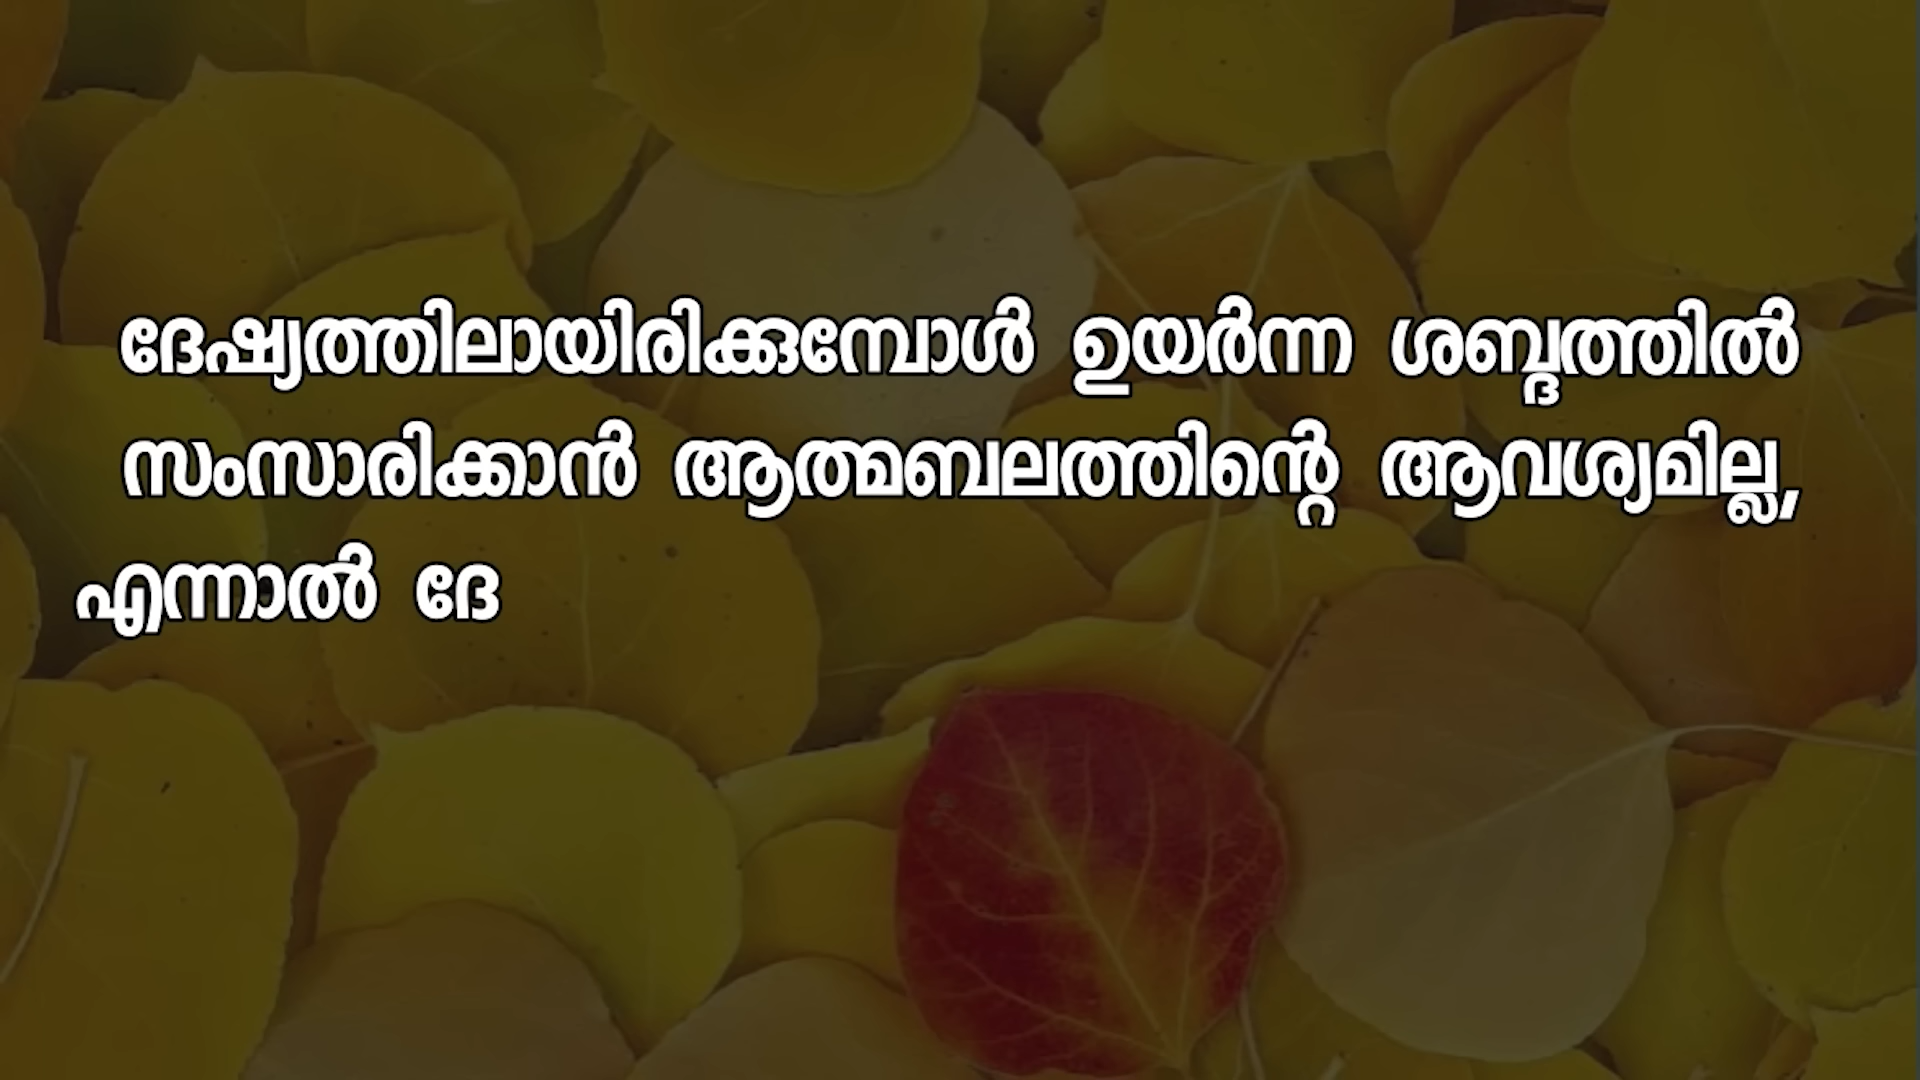 ദേഷ്യത്തിലായിരിക്കുമ്പോൾ ഉയർന്ന ശബ്ദത്തിൽ
സംസാരിക്കാൻ ആത്മബലത്തിന്റെ ആവശ്യമില്ല,
എന്നാൽ ദേ